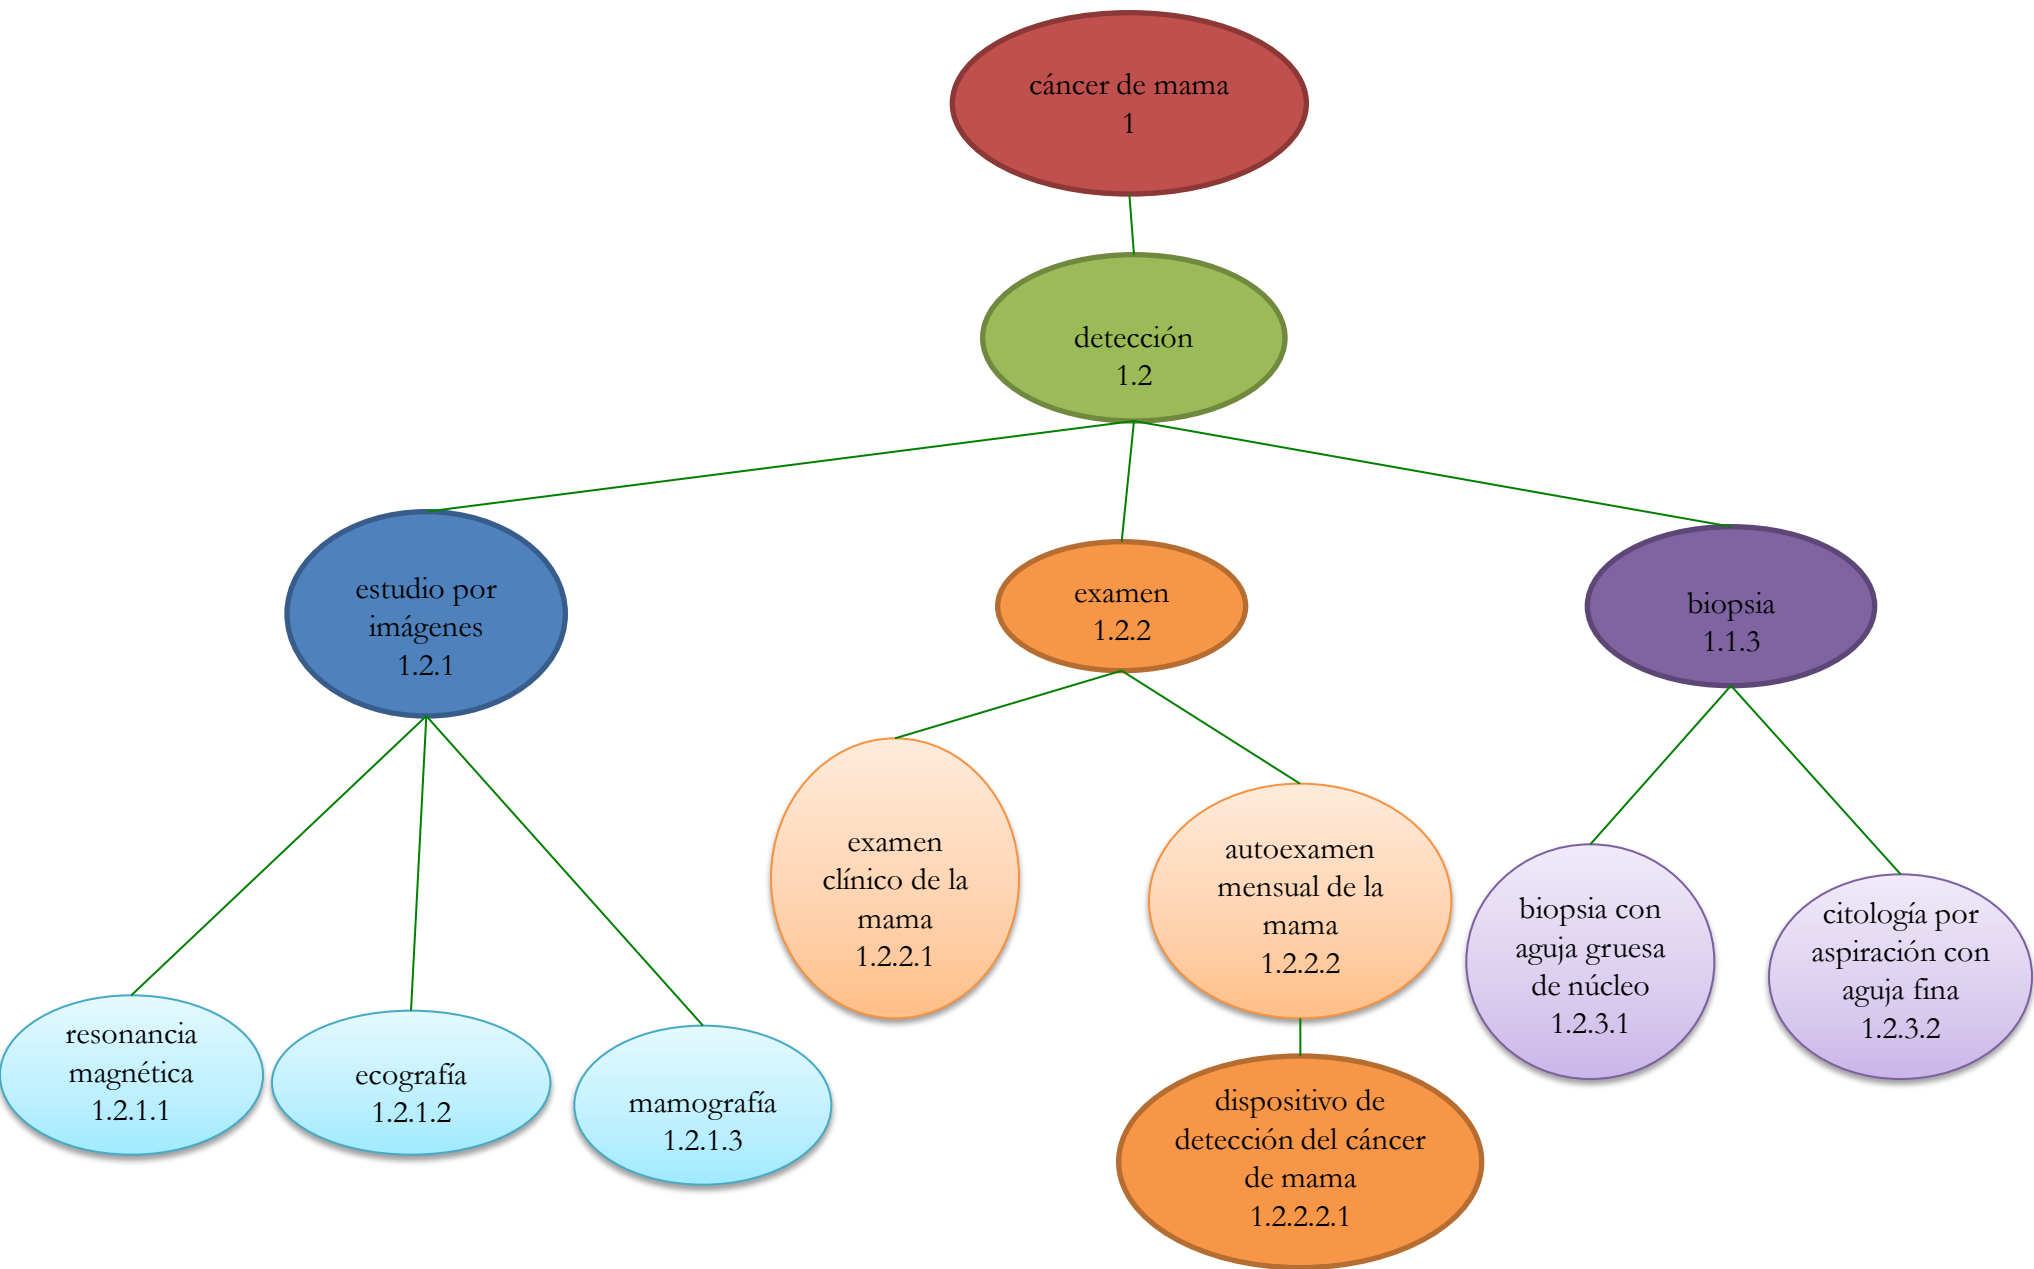 cáncer de mama
1
detección
1.2
estudio por
imágenes
1.2.1
examen
1.2.2
biopsia
1.1.3
examen
clínico de la
mama
1.2.2.1
autoexamen
mensual de la
mama
1.2.2.2
biopsia con
aguja gruesa
de núcleo
1.2.3.1
citología por
aspiración con
aguja fina
1.2.3.2
resonancia
magnética
1.2.1.1
ecografía
1.2.1.2
mamografía
1.2.1.3
dispositivo de
detección del cáncer
de mama
1.2.2.2.1